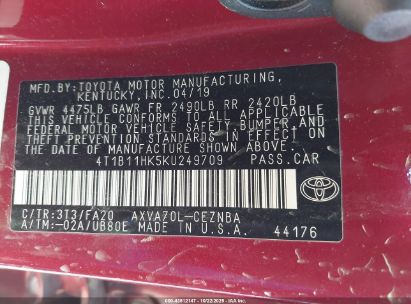 MFD.BY:TOYOTA MOTOR MANUFACTURING,
KENTUCKY, INC. 04/19
GVWR 4475LB GAWR FR 2490LB RR 2420LB
THIS VEHICLE CONFORMS TO ALL APPLICABLE
FEDERAL MOTOR VEHICLE SAFETY, BUMPER, AND
THEFT PREVENTION STANDARDS IN EFFECT ON
THE DATE OF MANUFACTURE SHOWN ABOVE.
4T1B11HK5KU249709 PASS.CAR
C/TR:3T3/FA20 AXVA70L-CEZNBA
A/TM:-02A/UB80E MADE IN U.S.A.
44176
TOYOTA